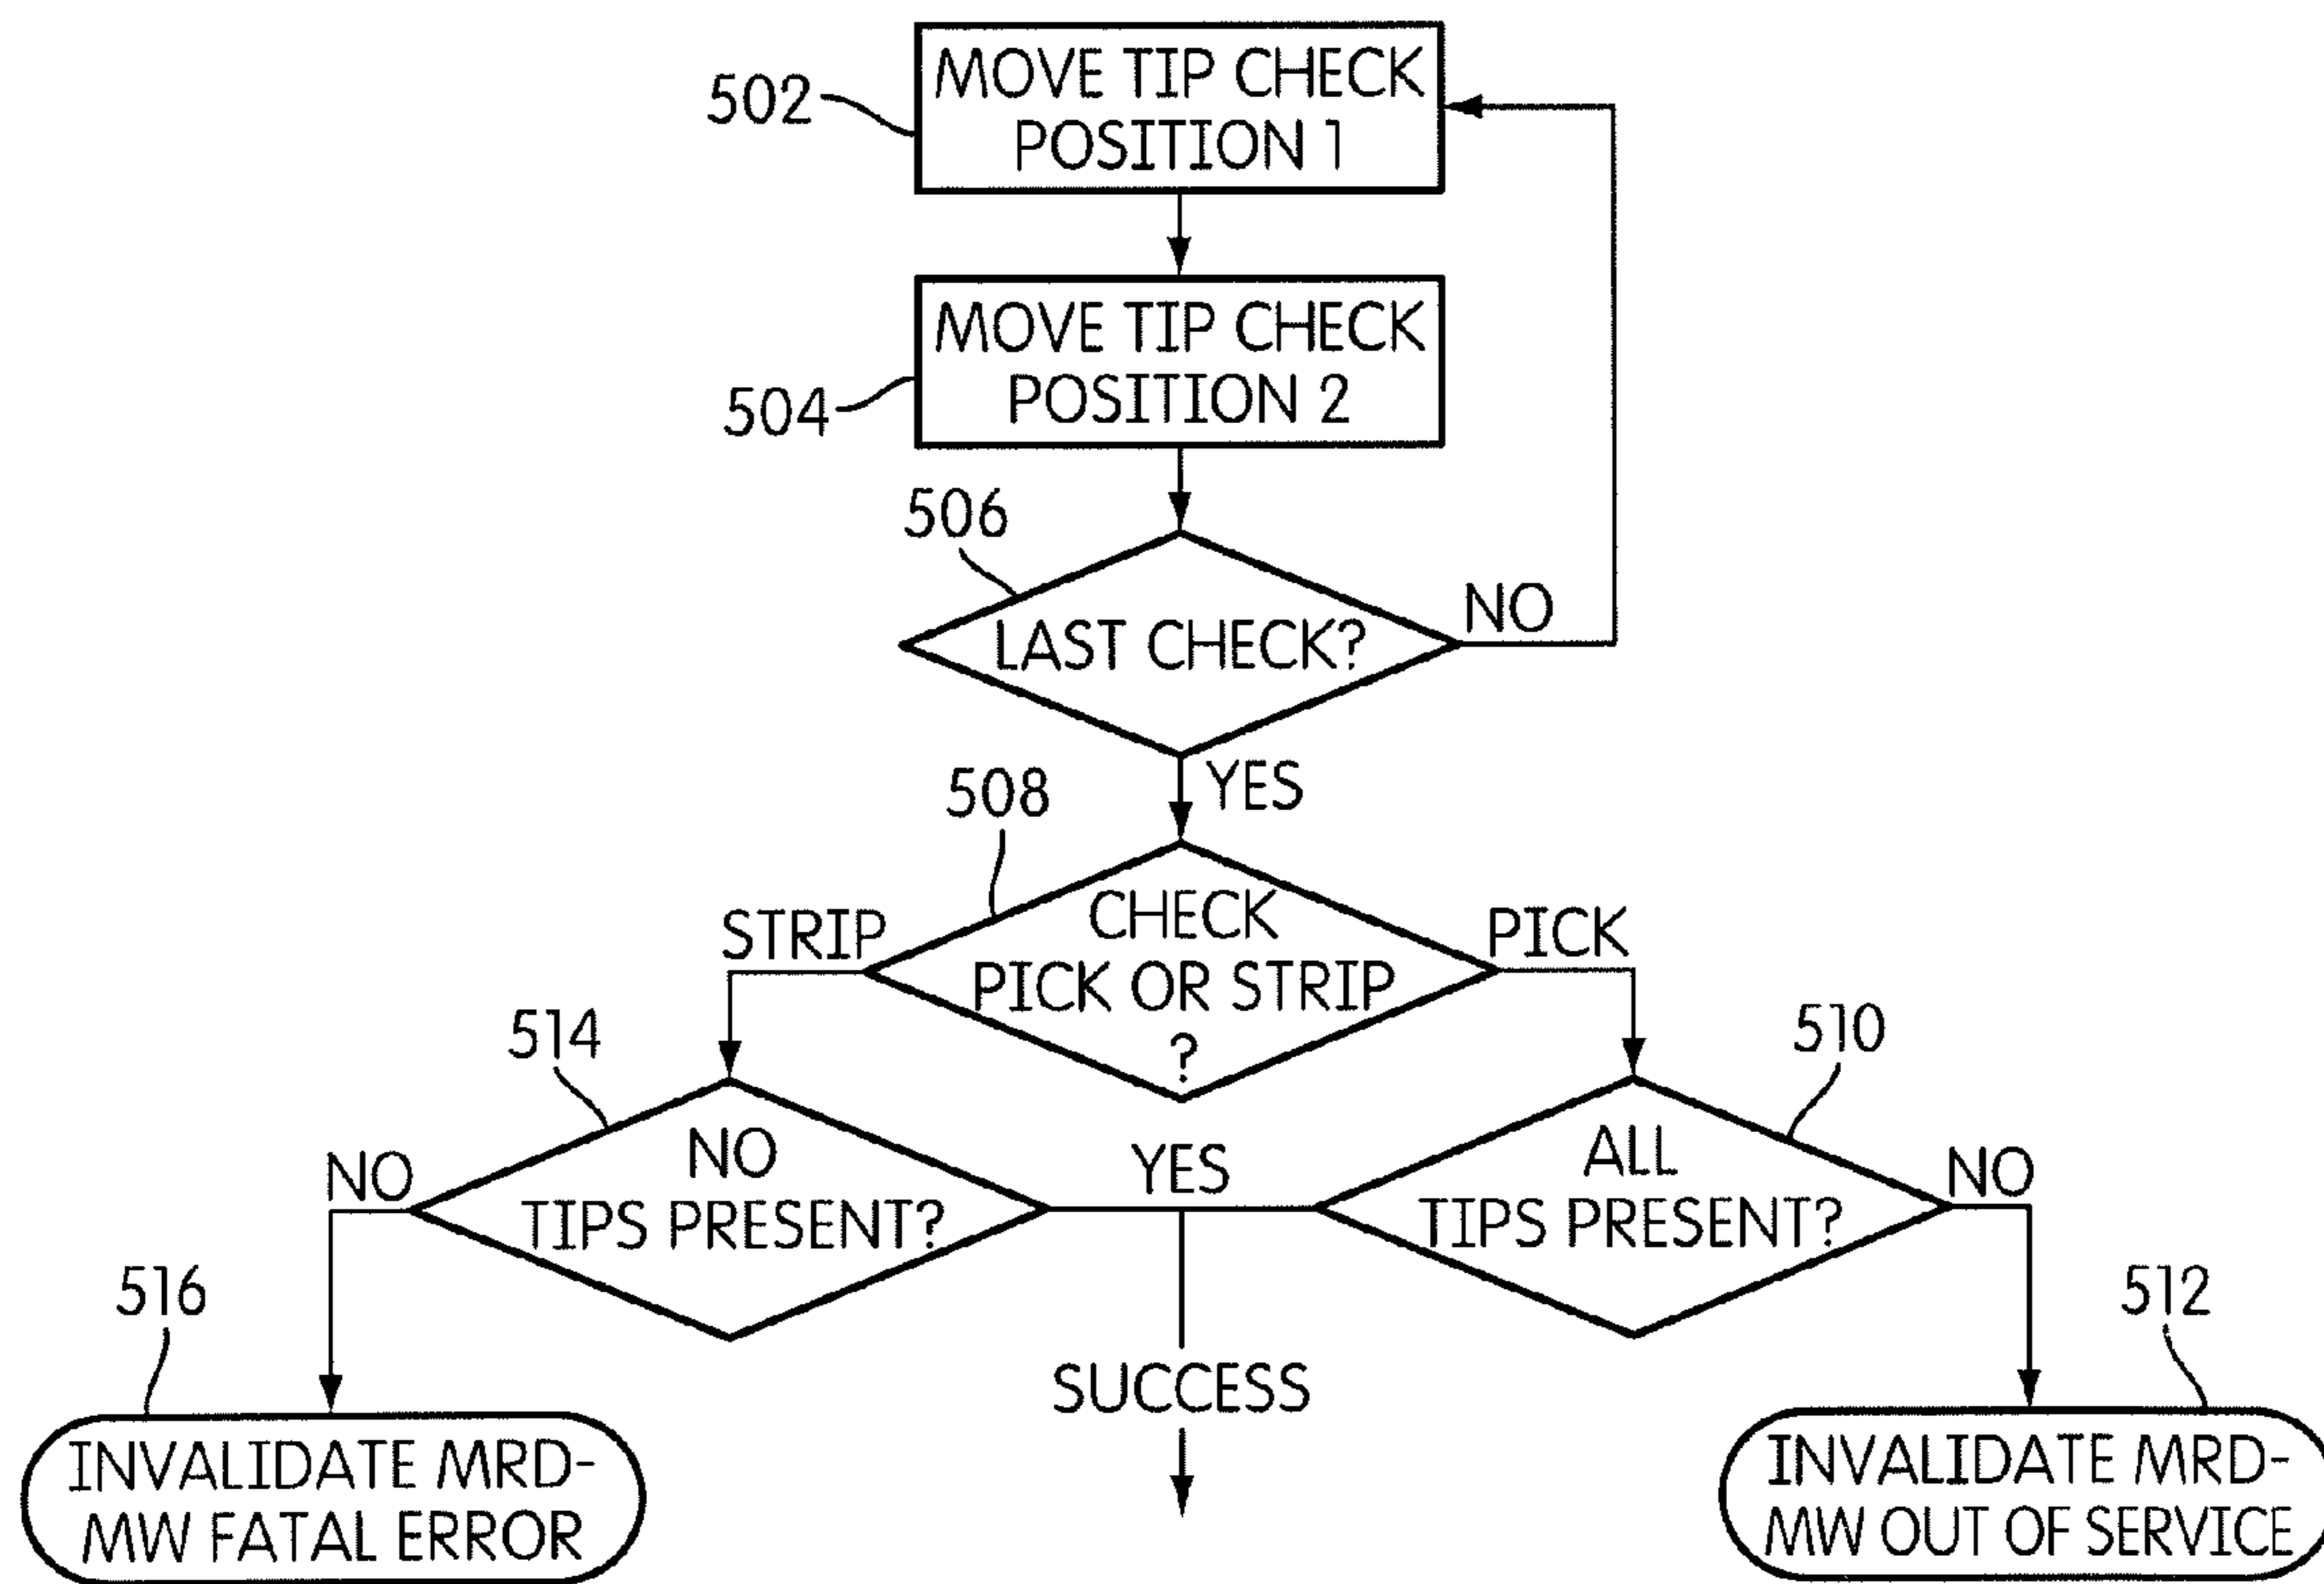 502
MOVE TIP CHECK
POSITION 1
504
MOVE TIP CHECK
POSITION 2
506
LAST CHECK?
NO
YES
508
CHECK
PICK OR STRIP
?
STRIP
PICK
514
NO
TIPS PRESENT?
NO
YES
510
ALL
TIPS PRESENT?
NO
516
INVALIDATE MRD-
MW FATAL ERROR
SUCCESS
512
INVALIDATE MRD-
MW OUT OF SERVICE